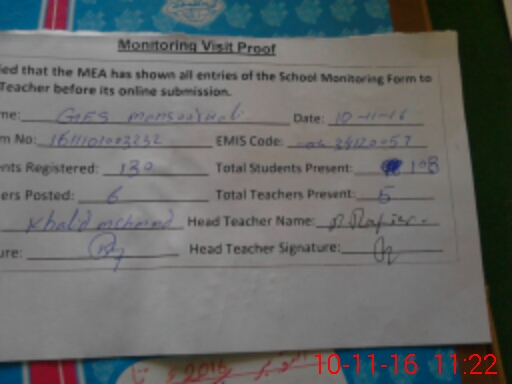 Monitoring Visit Proof
ied that the MEA has shown all entries of the School Monitoring Form to
Teacher before its online submission.
me: GGES Date: 10-11-16
m No: EMIS Code:
nts Registered: 130 Total Students Present: 103
ers Posted: 6 Total Teachers Present: 5
Khalid mehmood Head Teacher Name:
ure: Head Teacher Signature:
2016
10-11-16 11:22